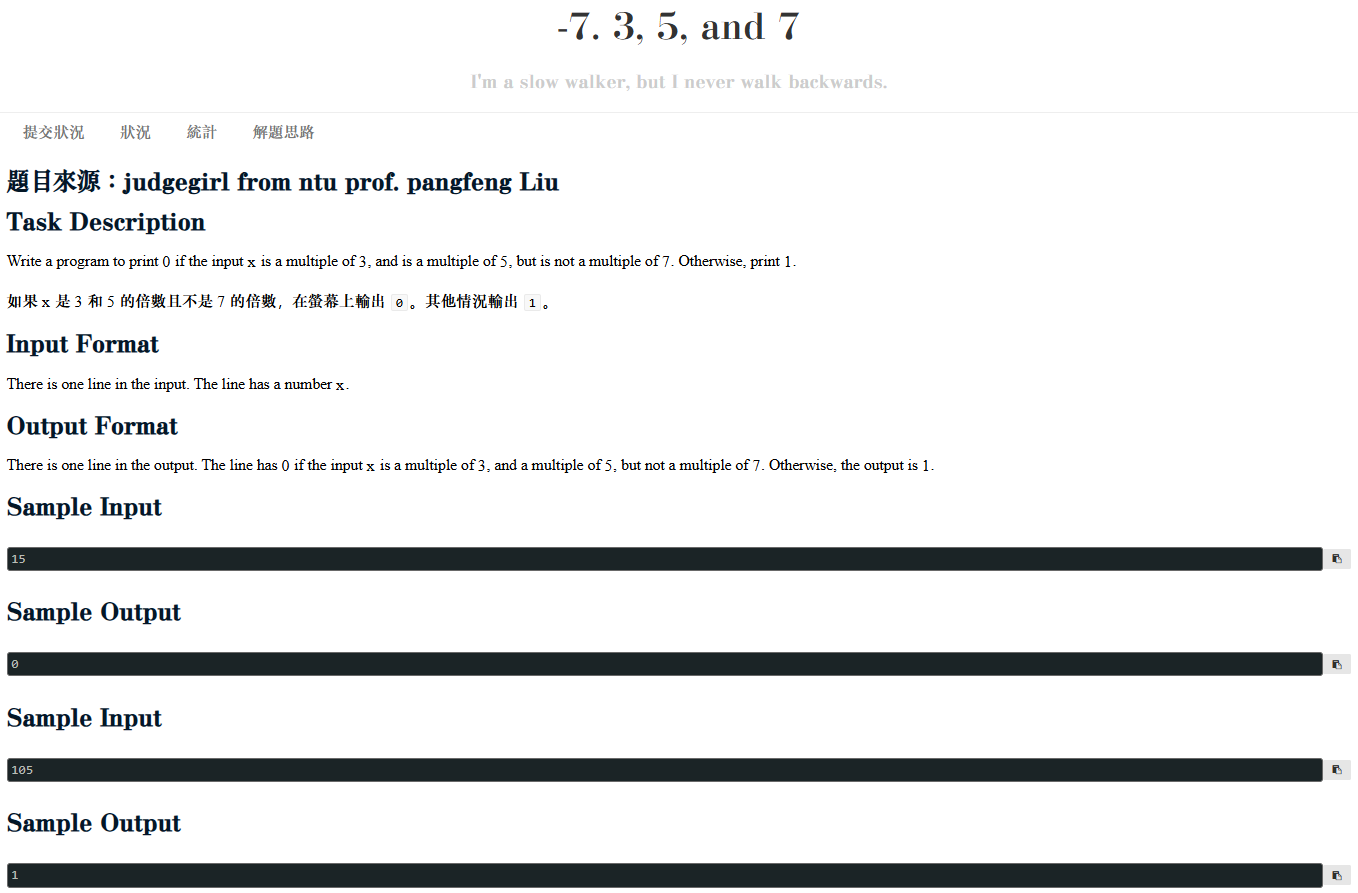 -7. 3, 5, and 7
I'm a slow walker, but I never walk backwards.
提交狀況 狀況 統計 解題思路
題目來源：judgegirl from ntu prof. pangfeng Liu
Task Description
Write a program to print 0 if the input x is a multiple of 3, and is a multiple of 5, but is not a multiple of 7. Otherwise, print 1.
如果 x 是 3 和 5 的倍數且不是 7 的倍數，在螢幕上輸出 0 。其他情況輸出 1 。
Input Format
There is one line in the input. The line has a number x.
Output Format
There is one line in the output. The line has 0 if the input x is a multiple of 3, and a multiple of 5, but not a multiple of 7. Otherwise, the output is 1.
Sample Input
15
Sample Output
0
Sample Input
105
Sample Output
1